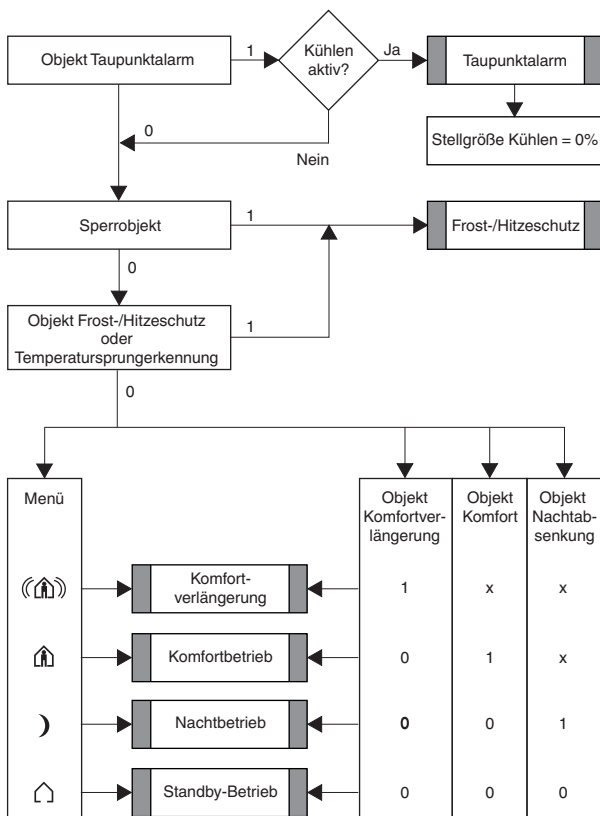 Objekt Taupunktalarm
1
Kühlen
aktiv?
Ja
Taupunktalarm
0
Nein
Stellgröße Kühlen = 0%
Sperrobjekt
1
Frost-/Hitzeschutz
0
Objekt Frost-/Hitzeschutz
oder
Temperatursprungerkennung
1
0
Menü
Objekt
Komfortver-
längerung
Objekt
Komfort
Objekt
Nachtab-
senkung
Komfort-
verlängerung
1 x x
Komfortbetrieb
0 1 x
Nachtbetrieb
0 0 1
Standby-Betrieb
0 0 0